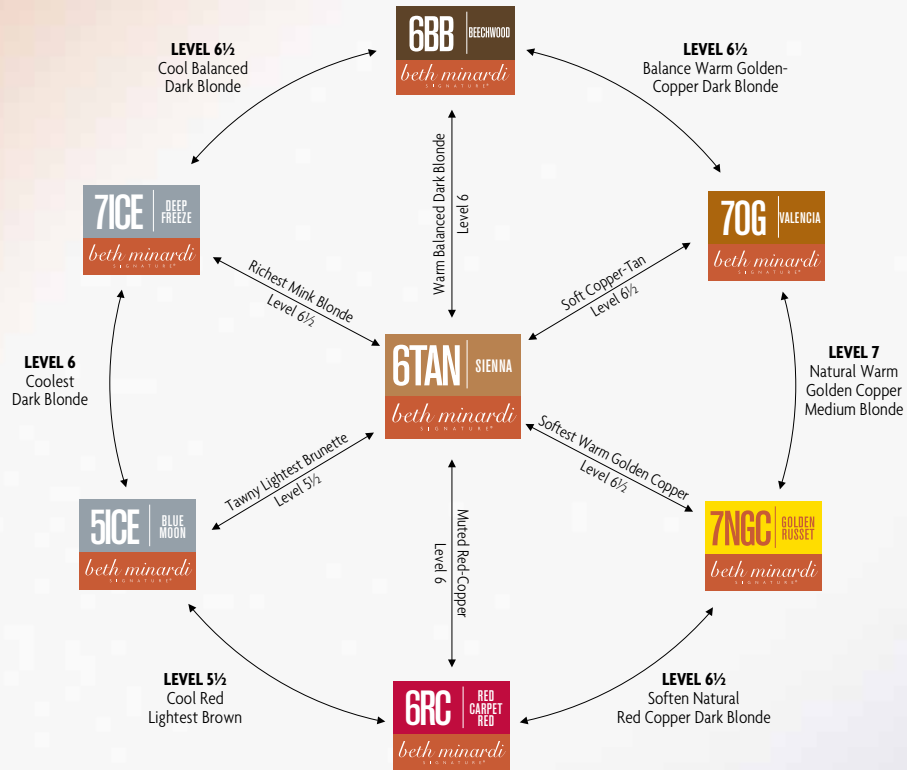 6BB
BEECHWOOD
beth minardi
SIGNATURE®
LEVEL 6½
Cool Balanced
Dark Blonde
LEVEL 6½
Balance Warm Golden-
Copper Dark Blonde
Warm Balanced Dark Blonde
Level 6
7ICE
DEEP
FREEZE
beth minardi
SIGNATURE®
7OG
VALENCIA
beth minardi
SIGNATURE®
Richest Mink Blonde
Level 6½
Soft Copper-Tan
Level 6½
LEVEL 6
Coolest
Dark Blonde
6TAN
SIENNA
beth minardi
SIGNATURE®
LEVEL 7
Natural Warm
Golden Copper
Medium Blonde
Tawny Lightest Brunette
Level 5½
Softest Warm Golden Copper
Level 6½
5ICE
BLUE
MOON
beth minardi
SIGNATURE®
7NGC
GOLDEN
RUSSET
beth minardi
SIGNATURE®
Muted Red-Copper
Level 6
LEVEL 5½
Cool Red
Lightest Brown
LEVEL 6½
Soften Natural
Red Copper Dark Blonde
6RC
RED
CARPET
RED
beth minardi